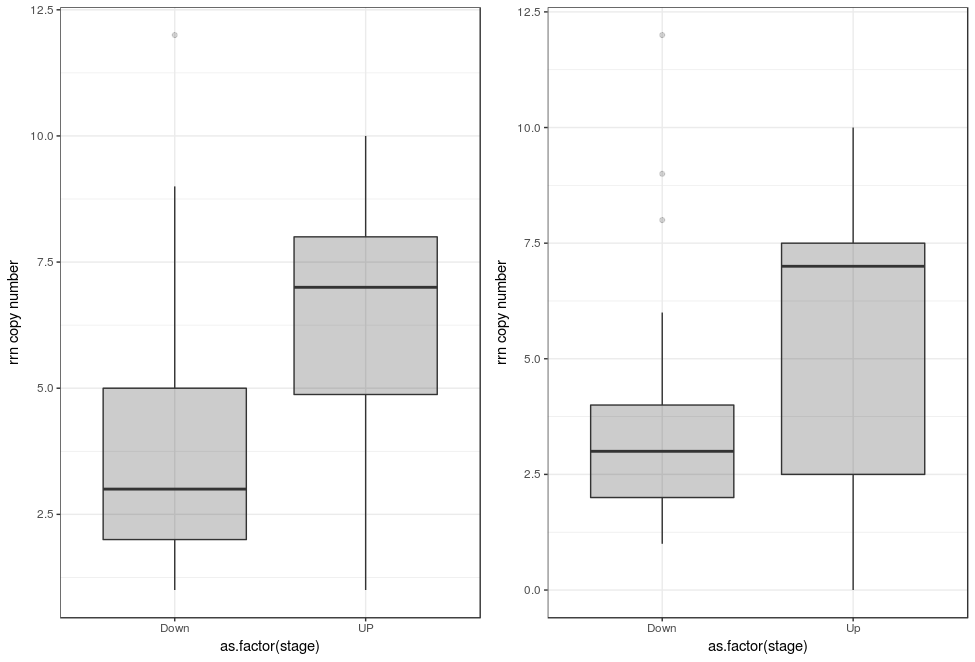 12.5
10.0
7.5
5.0
2.5
rrn copy number
Down
UP
as.factor(stage)
12.5
10.0
7.5
5.0
2.5
0.0
rrn copy number
Down
Up
as.factor(stage)